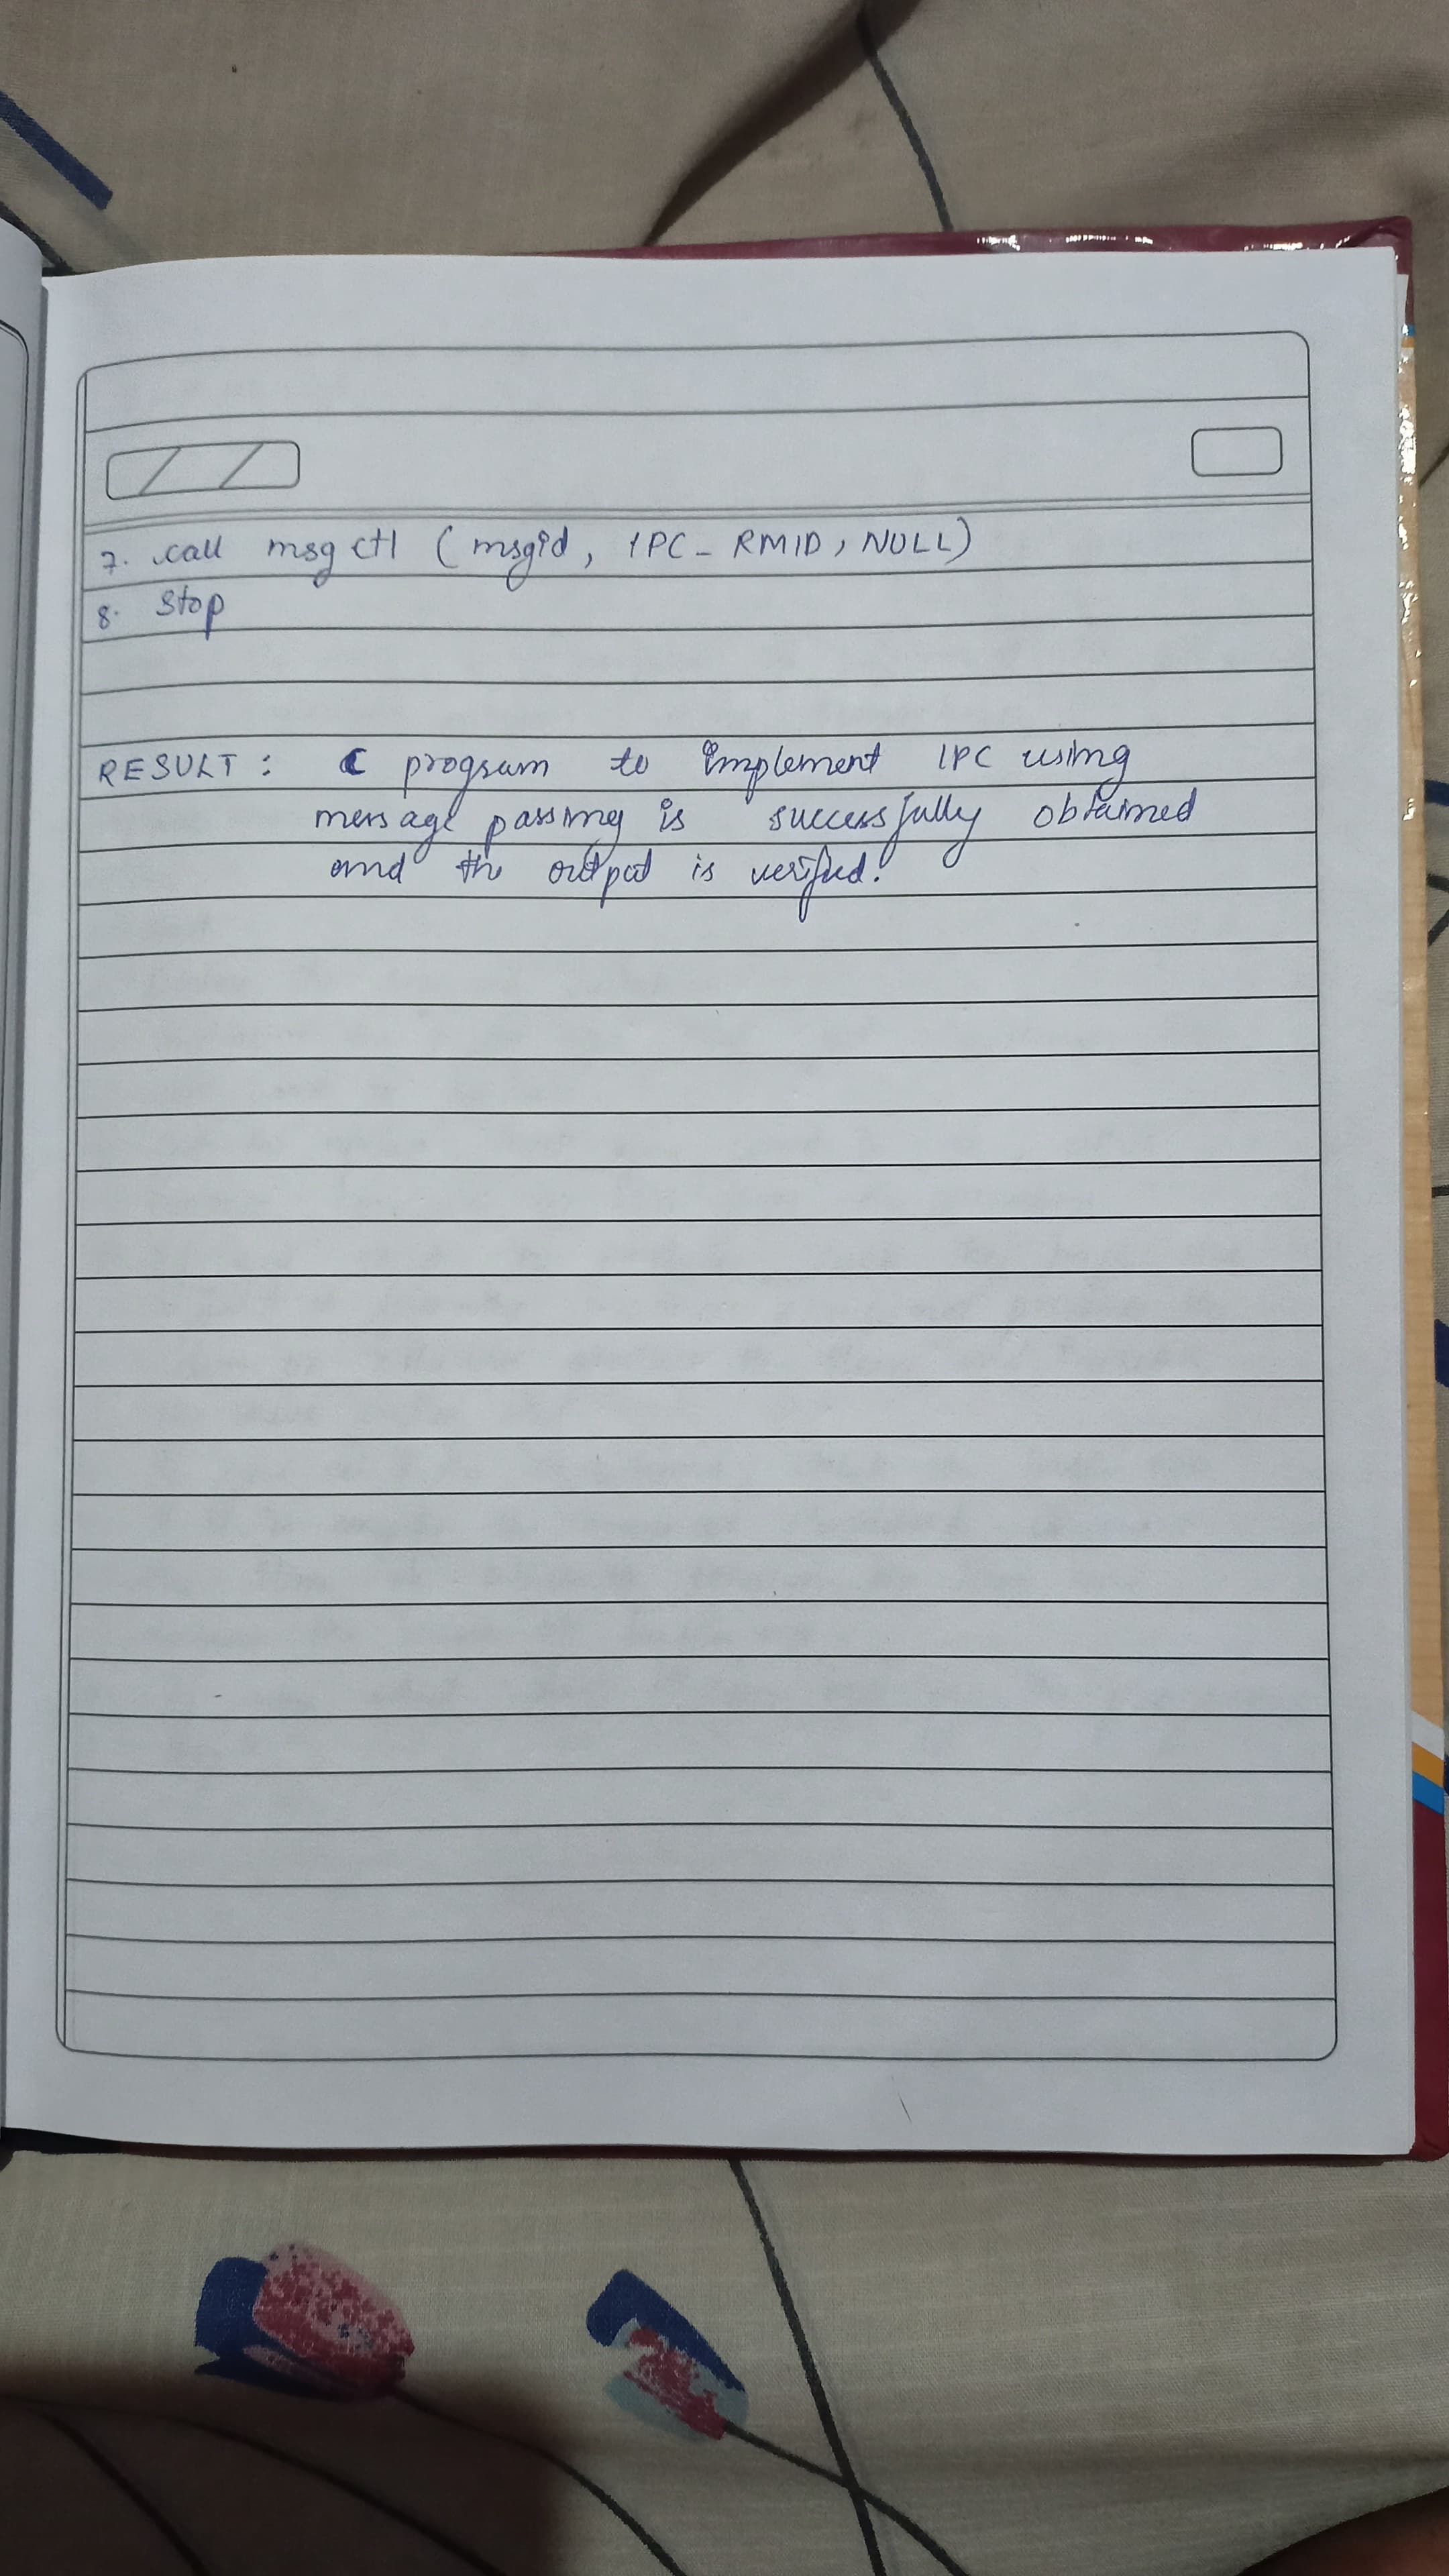 7. call msgctl (msgid, IPC_RMID, NULL)
8. Stop
RESULT: C program to implement IPC using
message passing is successfully obtained
and the output is verified.